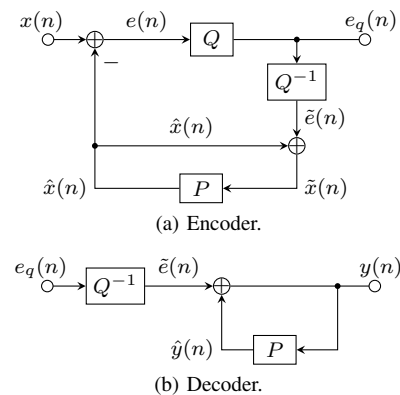 x(n) e(n) Q e_q(n)
−
Q⁻¹
ẽ(n)
x̂(n)
x̂(n) P x̃(n)
(a) Encoder.
e_q(n) Q⁻¹ ẽ(n) y(n)
ŷ(n) P
(b) Decoder.